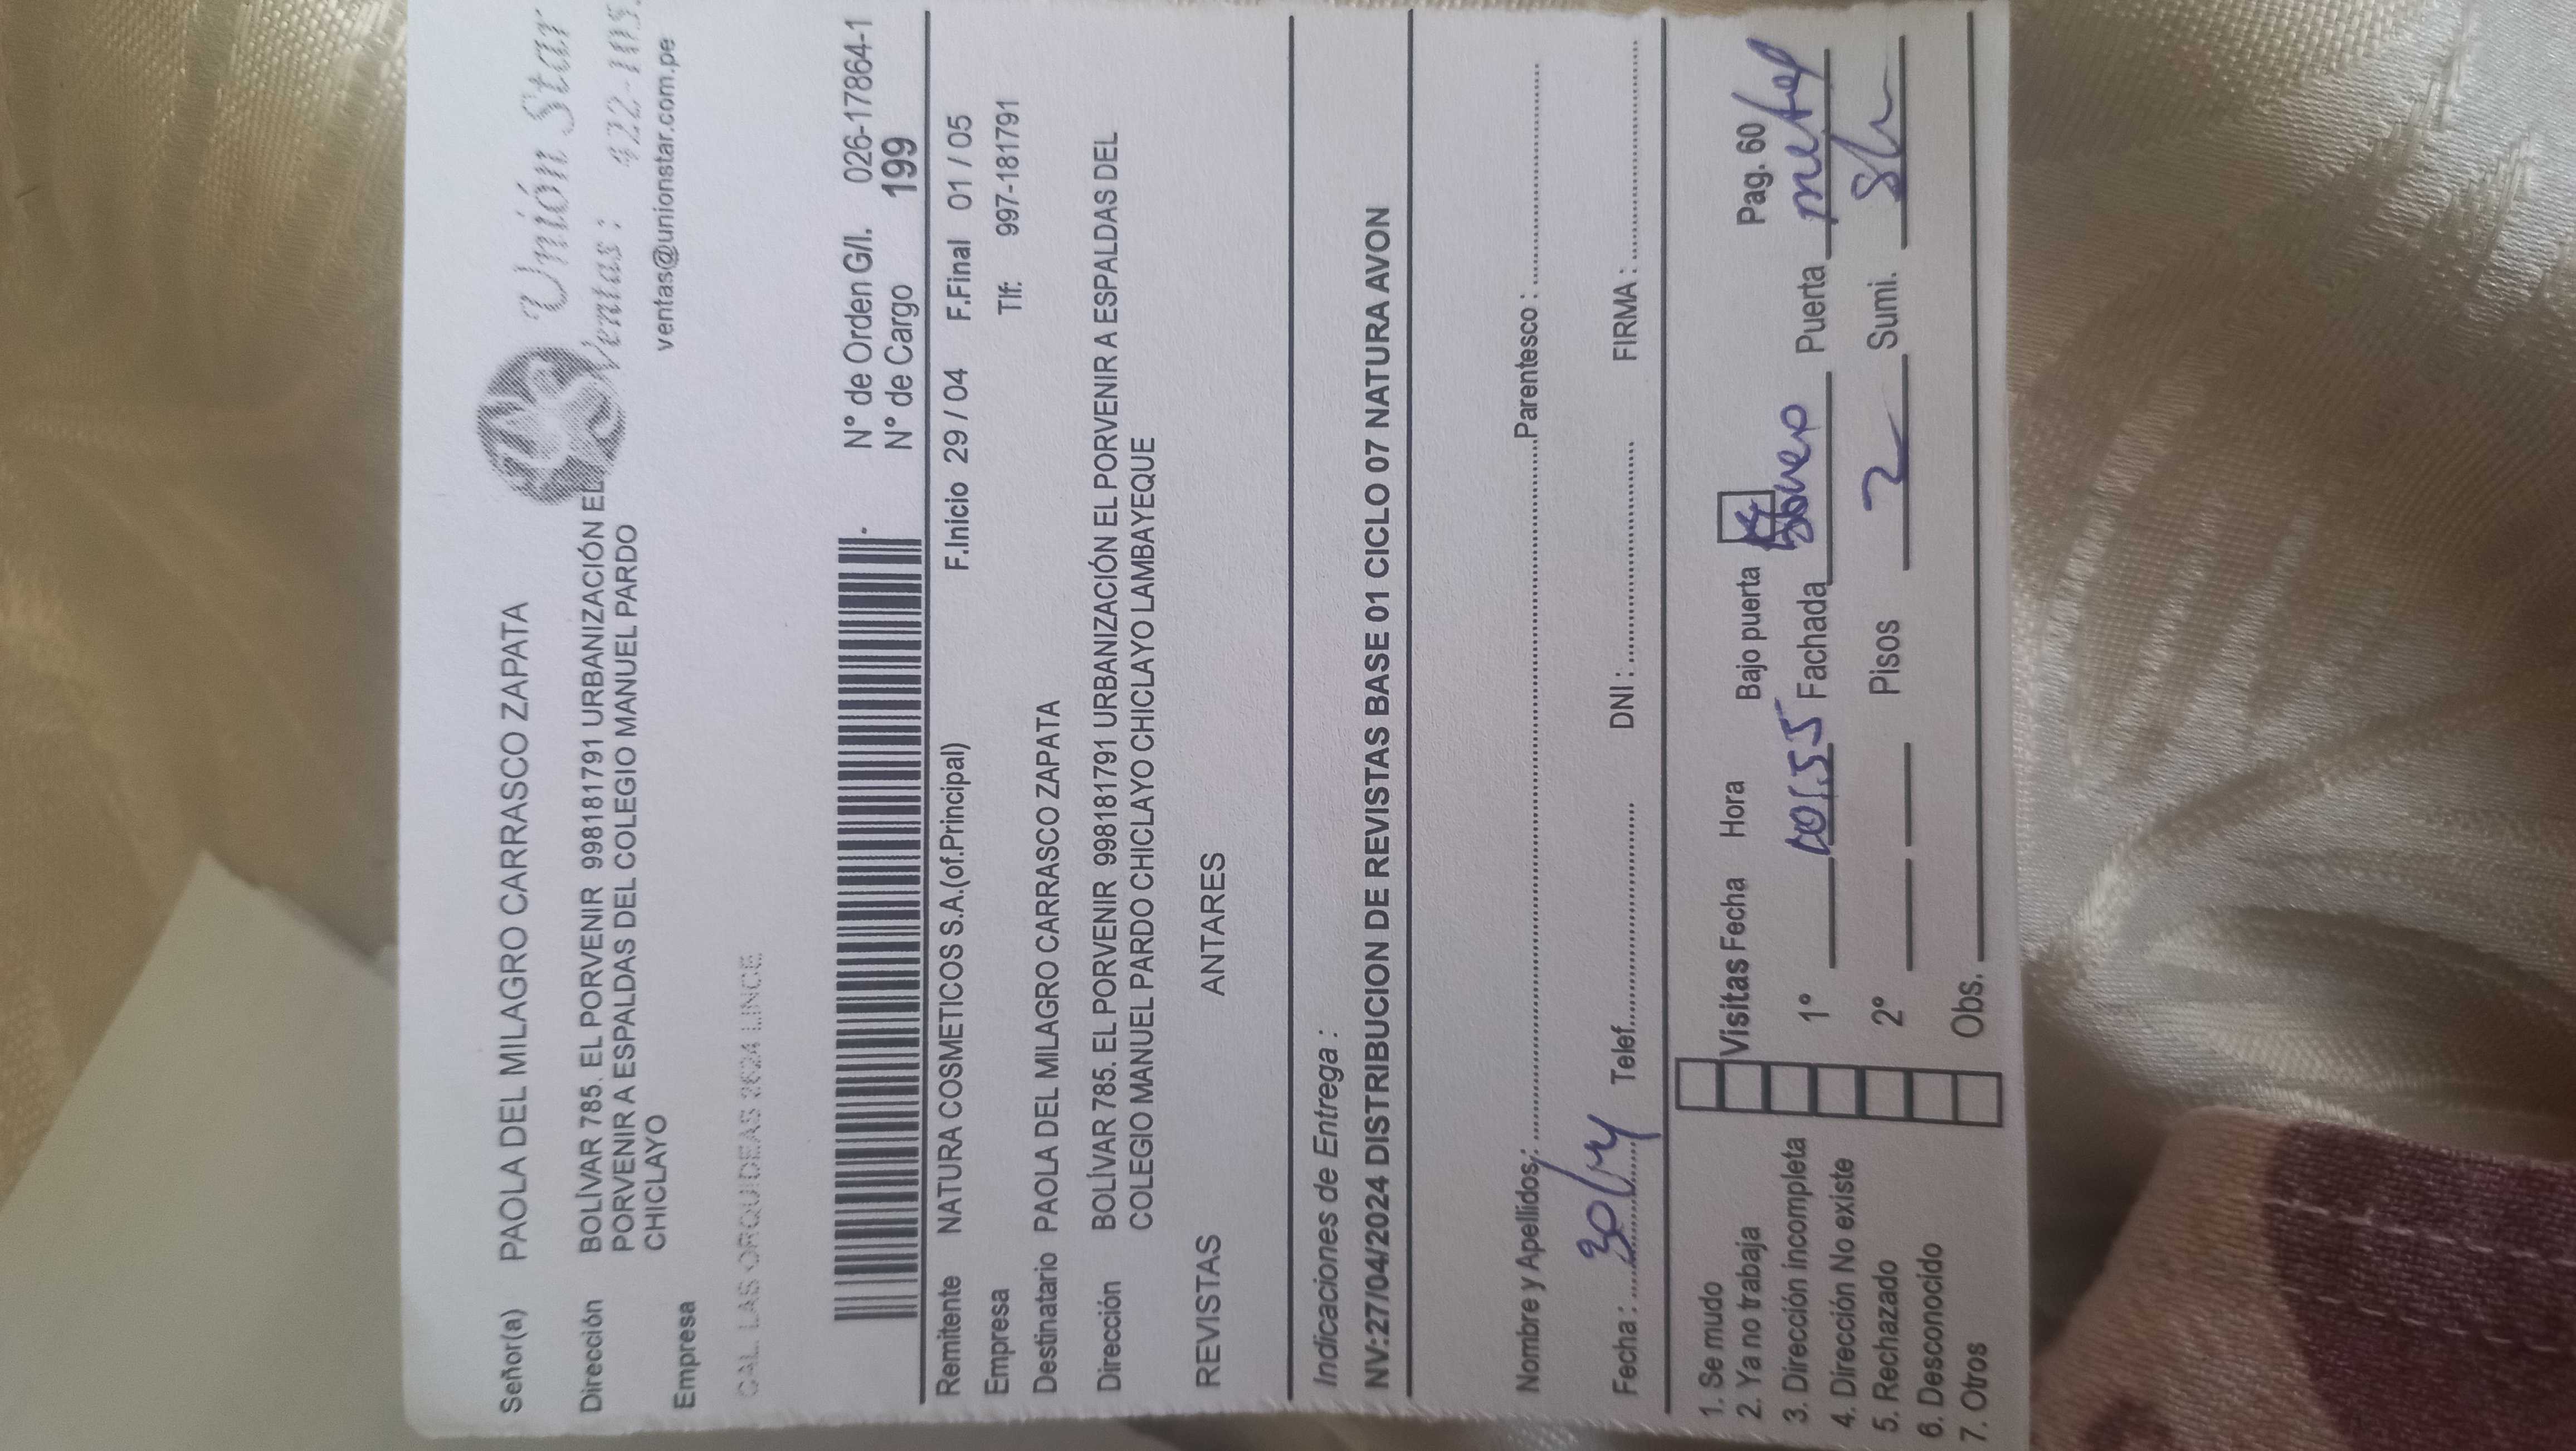 Señor(a) PAOLA DEL MILAGRO CARRASCO ZAPATA
Unión Star
Dirección BOLÍVAR 785. EL PORVENIR 998181791 URBANIZACIÓN EL
PORVENIR A ESPALDAS DEL COLEGIO MANUEL PARDO
CHICLAYO
Ventas: 422-105
ventas@unionstar.com.pe
Empresa
CAL. LAS ORQUIDEAS 2624 LINCE
N° de Orden G/I. 026-17864-1
N° de Cargo 199
Remitente NATURA COSMETICOS S.A.(of.Principal) F.Inicio 29 / 04 F.Final 01 / 05
Empresa Tlf: 997-181791
Destinatario PAOLA DEL MILAGRO CARRASCO ZAPATA
Dirección BOLÍVAR 785. EL PORVENIR 998181791 URBANIZACIÓN EL PORVENIR A ESPALDAS DEL
COLEGIO MANUEL PARDO.CHICLAYO CHICLAYO LAMBAYEQUE
REVISTAS ANTARES
Indicaciones de Entrega :
NV:27/04/2024 DISTRIBUCION DE REVISTAS BASE 01 CICLO 07 NATURA AVON
Nombre y Apellidos: Parentesco :
Fecha : 30/4 Telef. DNI : FIRMA :
1. Se mudo
2. Ya no trabaja
3. Dirección incompleta
4. Dirección No existe
5. Rechazado
6. Desconocido
7. Otros
Visitas Fecha Hora Bajo puerta Pag. 60
1° Fachada Puerta
2° Pisos 2 Sumi.
Obs.